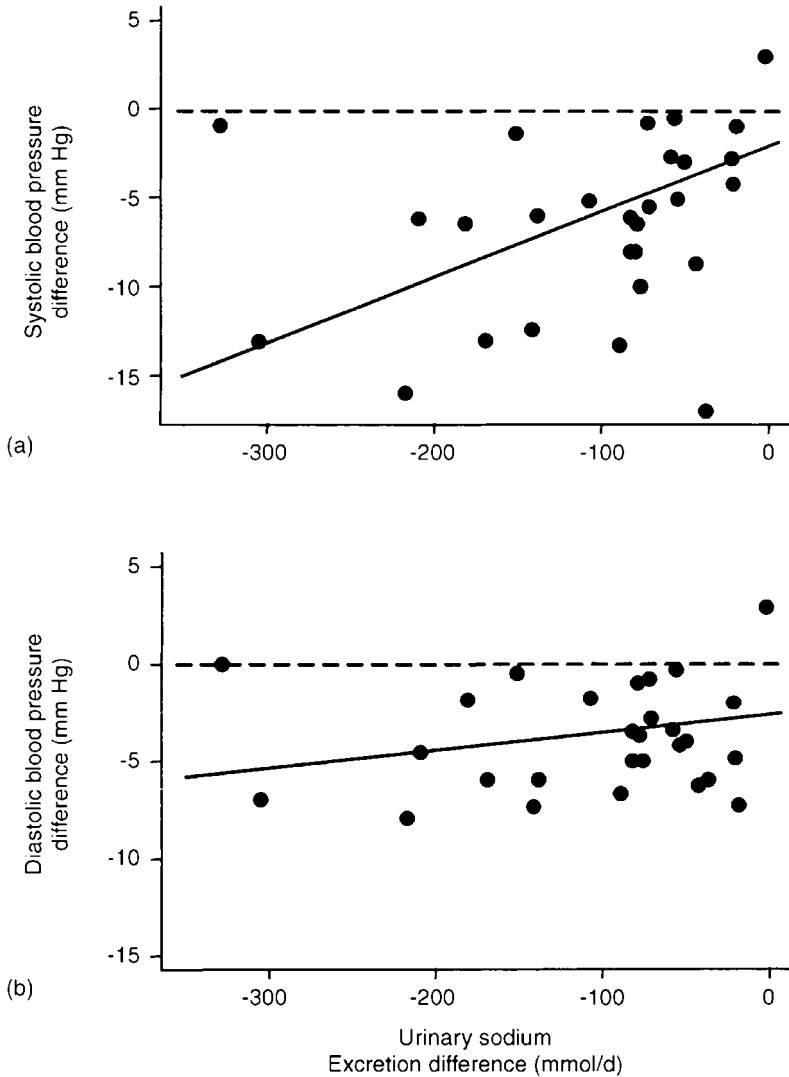 5
0
-5
-10
-15
Systolic blood pressure
difference (mm Hg)
(a)
-300
-200
-100
0
5
0
-5
-10
-15
Diastolic blood pressure
difference (mm Hg)
(b)
-300
-200
-100
0
Urinary sodium
Excretion difference (mmol/d)